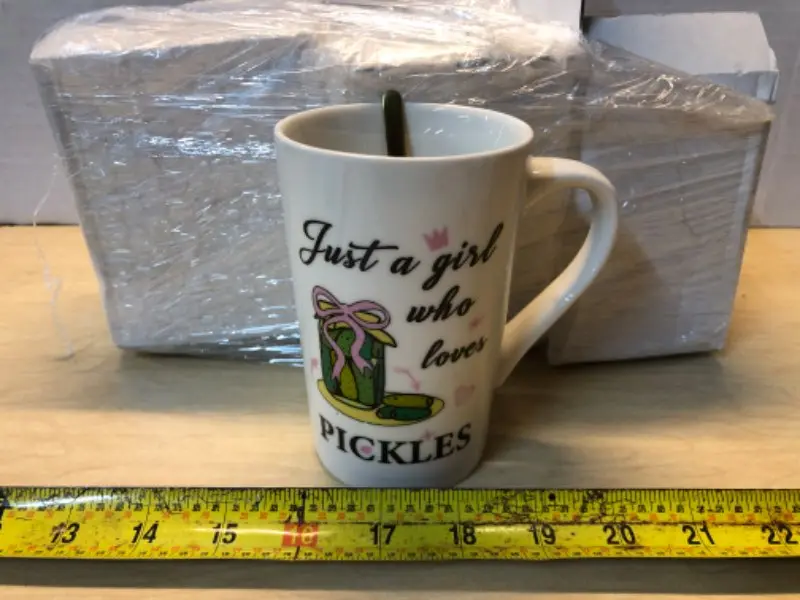 Just a girl
who
loves
PICKLES
13 14 15 16 17 18 19 20 21 22